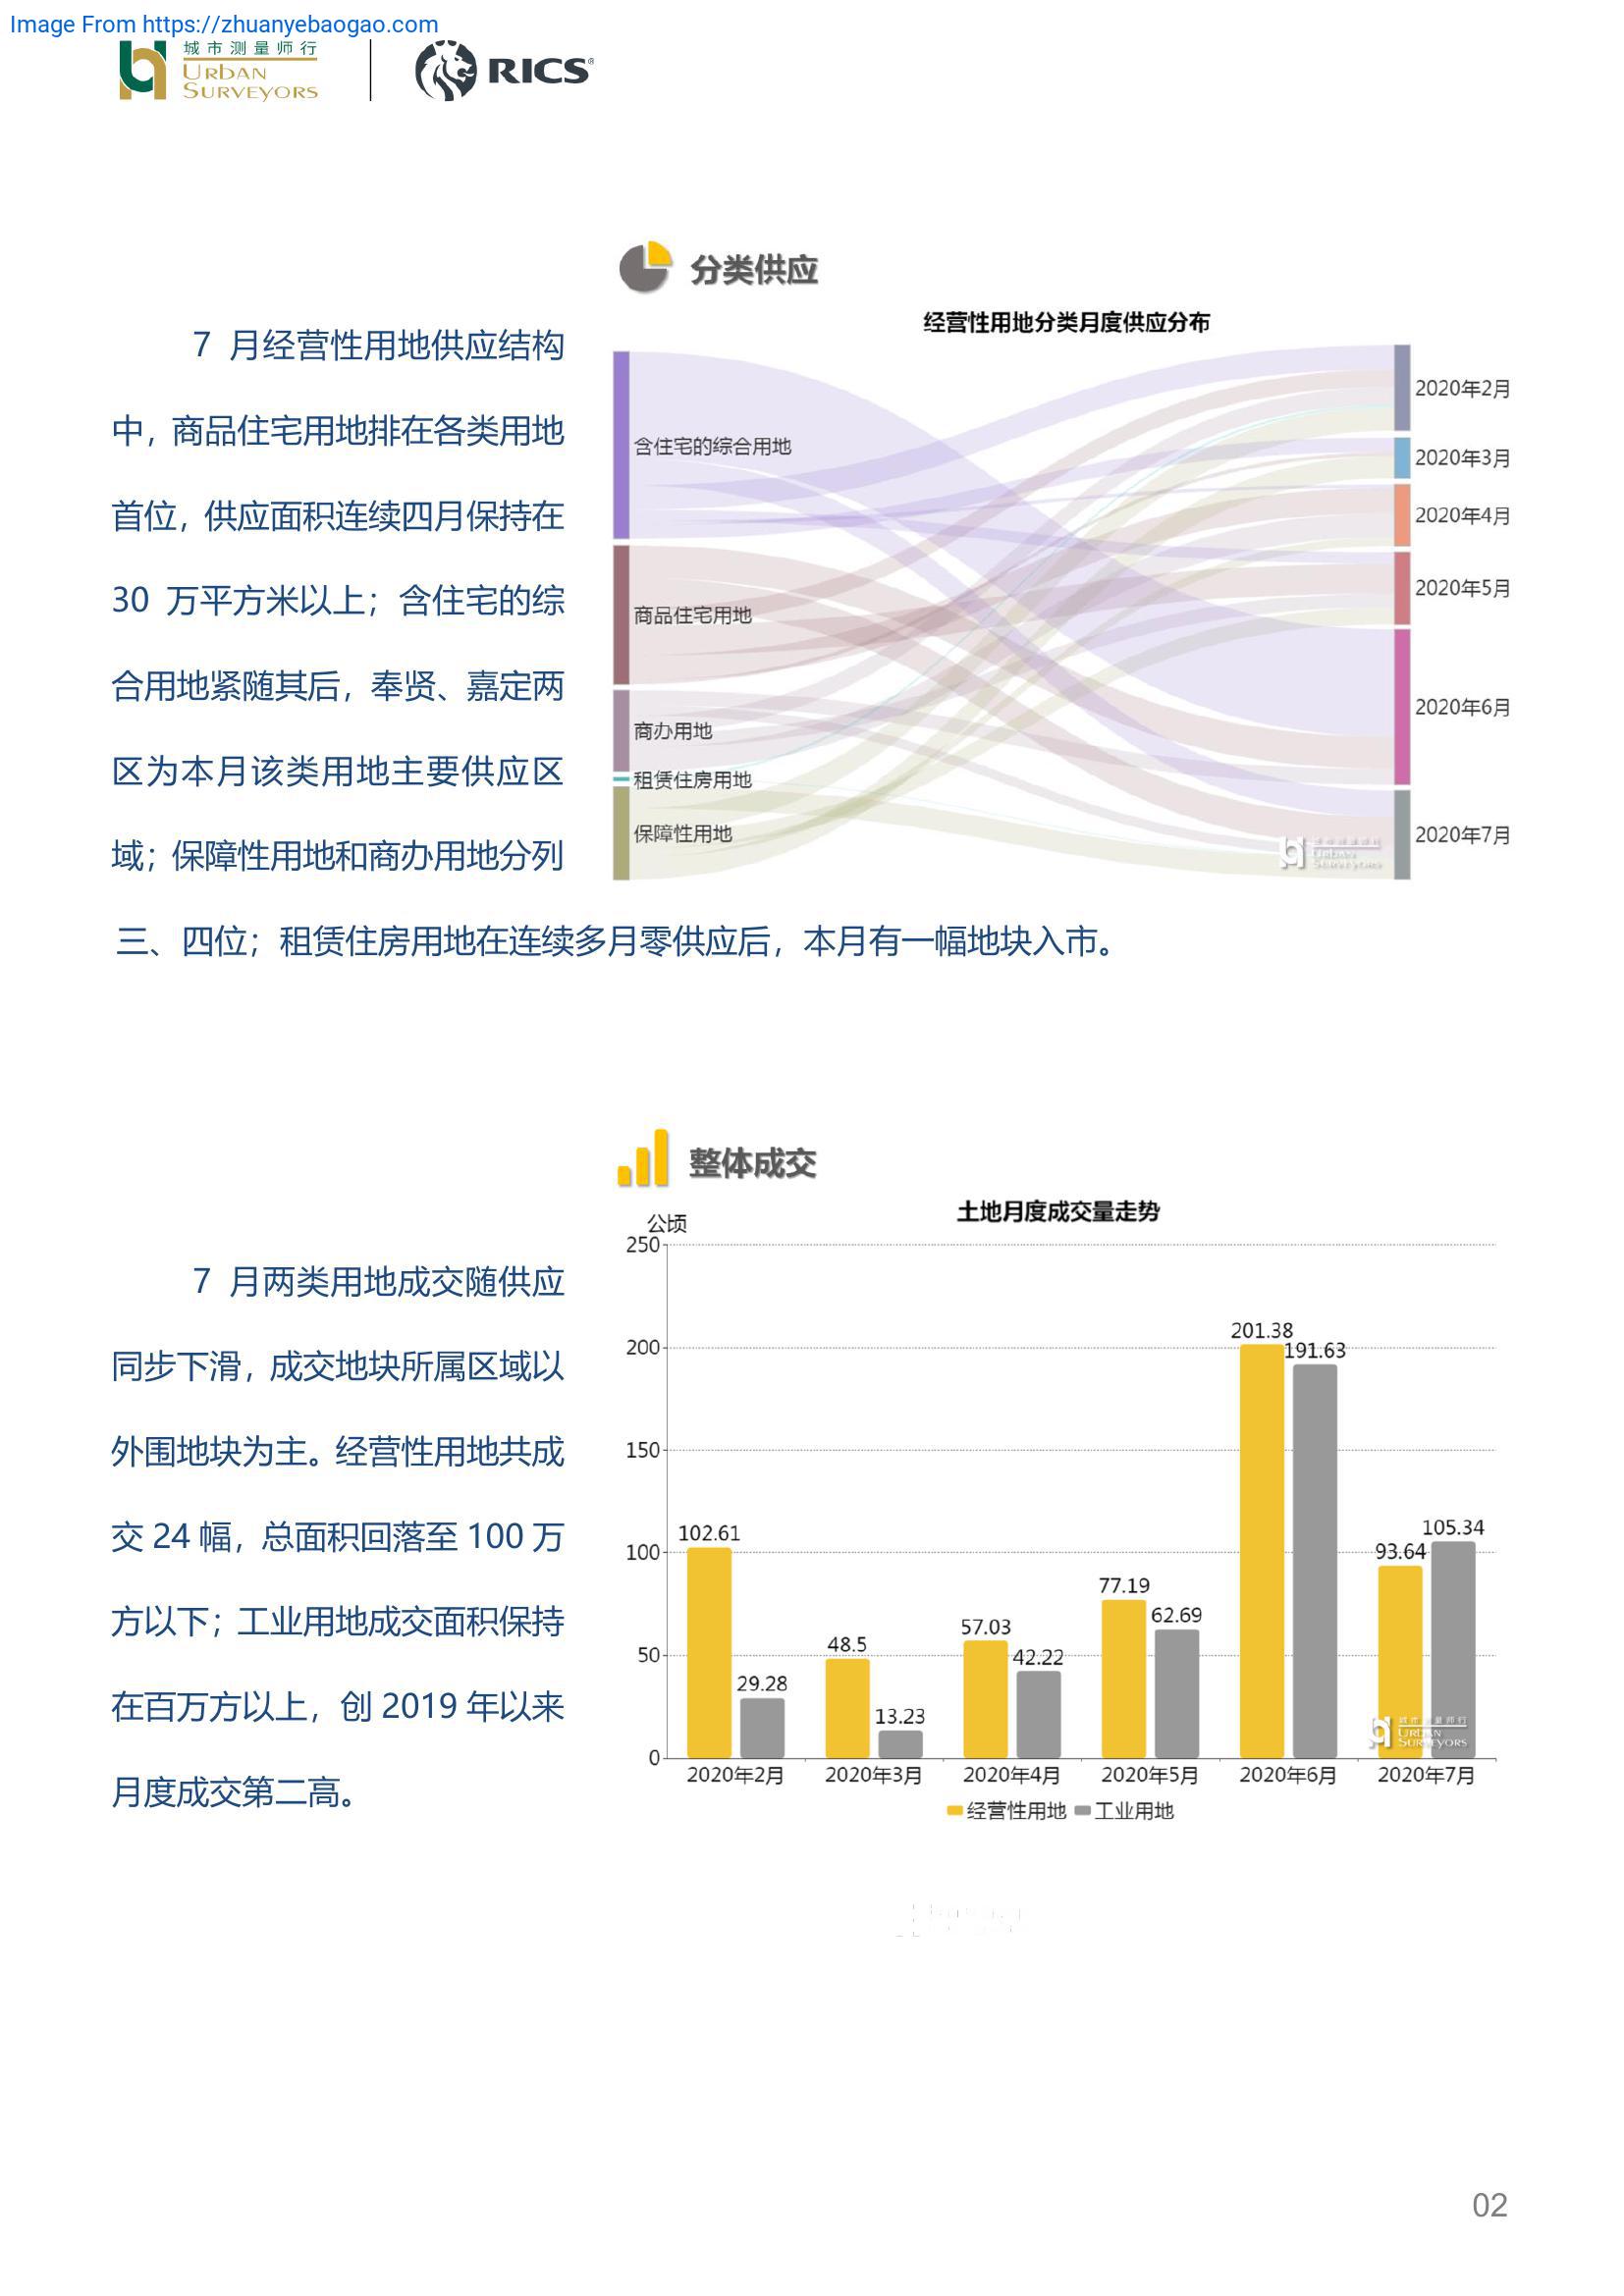 Image From https://zhuanyebaogao.com
城市测量师行
URBAN
SURVEYORS
RICS®
分类供应
经营性用地分类月度供应分布
7 月经营性用地供应结构
中，商品住宅用地排在各类用地
首位，供应面积连续四月保持在
30 万平方米以上；含住宅的综
合用地紧随其后，奉贤、嘉定两
区为本月该类用地主要供应区
域；保障性用地和商办用地分列
三、四位；租赁住房用地在连续多月零供应后，本月有一幅地块入市。
含住宅的综合用地
商品住宅用地
商办用地
租赁住房用地
保障性用地
2020年2月
2020年3月
2020年4月
2020年5月
2020年6月
2020年7月
城市测量师行
URBAN
SURVEYORS
整体成交
土地月度成交量走势
7 月两类用地成交随供应
同步下滑，成交地块所属区域以
外围地块为主。经营性用地共成
交 24 幅，总面积回落至 100 万
方以下；工业用地成交面积保持
在百万方以上，创 2019 年以来
月度成交第二高。
公顷
250
200
150
100
50
0
102.61
29.28
48.5
13.23
57.03
42.22
77.19
62.69
201.38
191.63
93.64
105.34
城市测量师行
URBAN
SURVEYORS
2020年2月 2020年3月 2020年4月 2020年5月 2020年6月 2020年7月
经营性用地 工业用地
02